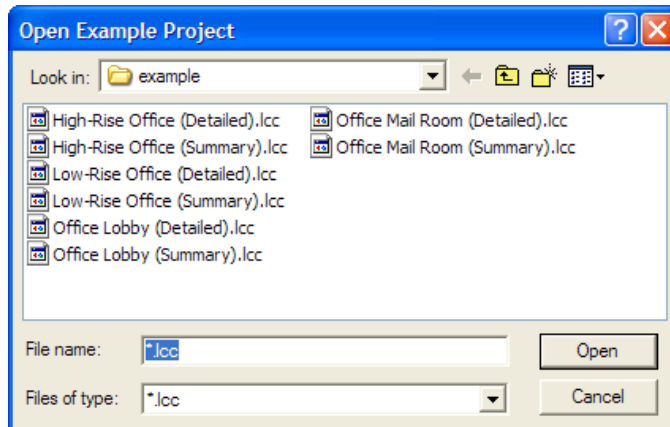 Open Example Project
Look in: example
High-Rise Office (Detailed).lcc
High-Rise Office (Summary).lcc
Low-Rise Office (Detailed).lcc
Low-Rise Office (Summary).lcc
Office Lobby (Detailed).lcc
Office Lobby (Summary).lcc
Office Mail Room (Detailed).lcc
Office Mail Room (Summary).lcc
File name: *.lcc Open
Files of type: *.lcc Cancel